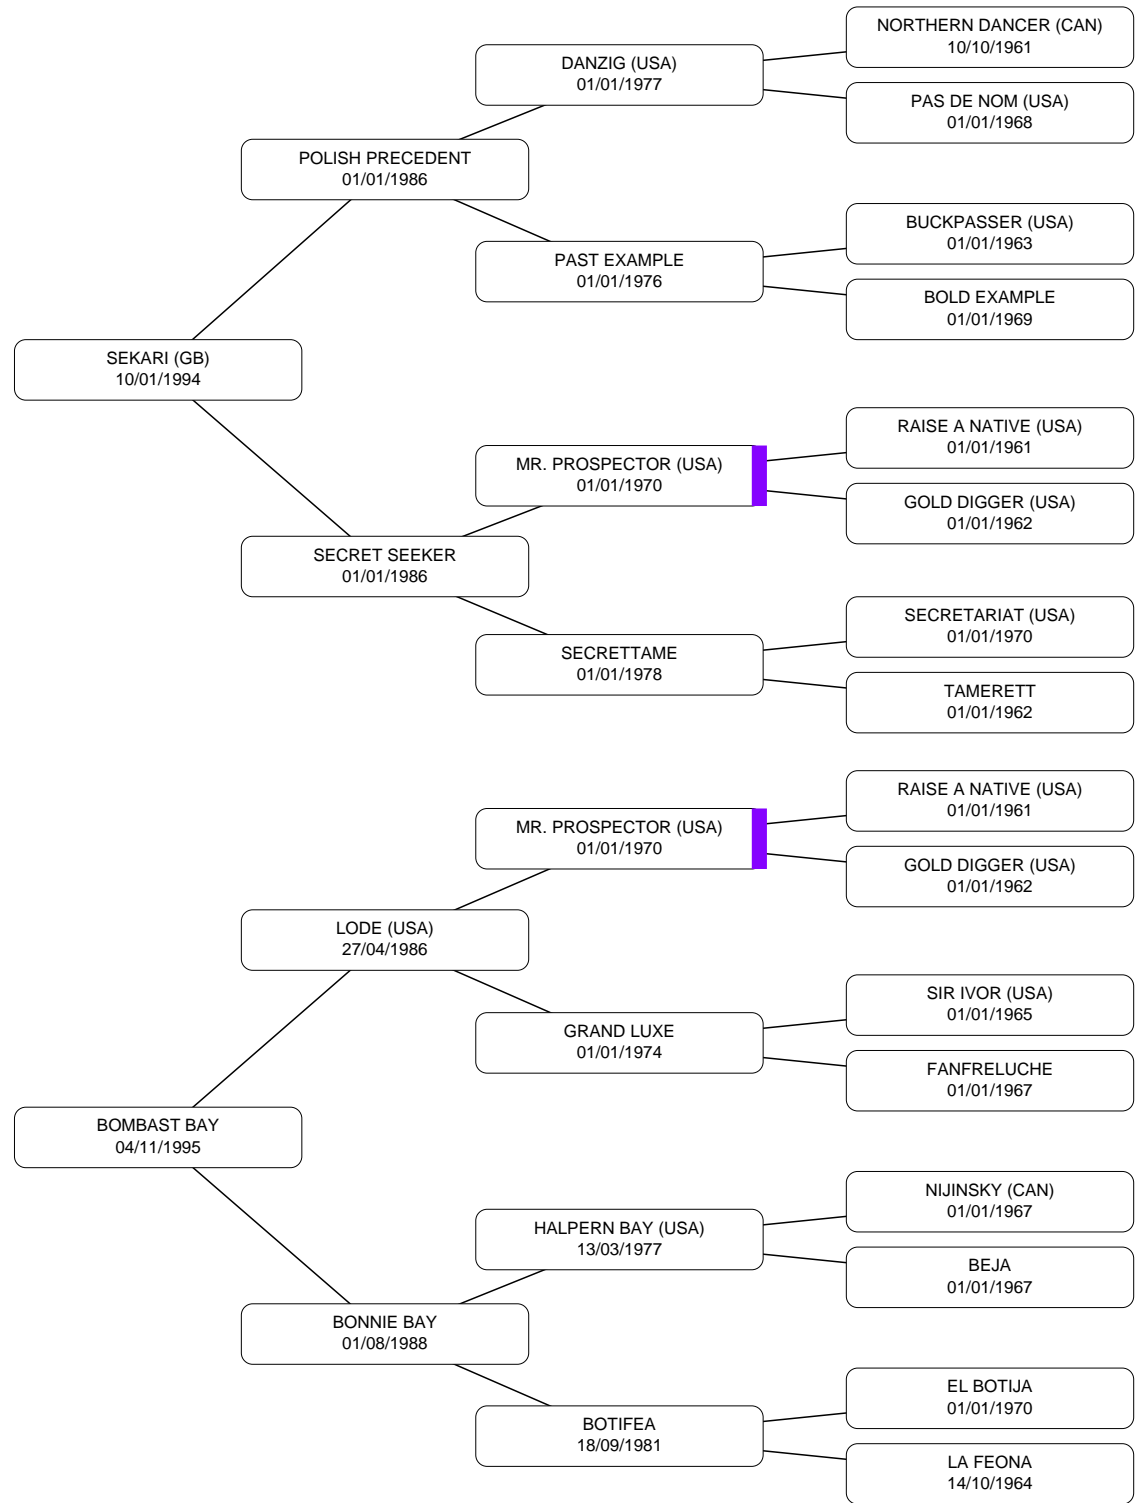 NORTHERN DANCER (CAN)
10/10/1961
DANZIG (USA)
01/01/1977
PAS DE NOM (USA)
01/01/1968
POLISH PRECEDENT
01/01/1986
BUCKPASSER (USA)
01/01/1963
PAST EXAMPLE
01/01/1976
BOLD EXAMPLE
01/01/1969
SEKARI (GB)
10/01/1994
RAISE A NATIVE (USA)
01/01/1961
MR. PROSPECTOR (USA)
01/01/1970
GOLD DIGGER (USA)
01/01/1962
SECRET SEEKER
01/01/1986
SECRETARIAT (USA)
01/01/1970
SECRETTAME
01/01/1978
TAMERETT
01/01/1962
RAISE A NATIVE (USA)
01/01/1961
MR. PROSPECTOR (USA)
01/01/1970
GOLD DIGGER (USA)
01/01/1962
LODE (USA)
27/04/1986
SIR IVOR (USA)
01/01/1965
GRAND LUXE
01/01/1974
FANFRELUCHE
01/01/1967
BOMBAST BAY
04/11/1995
NIJINSKY (CAN)
01/01/1967
HALPERN BAY (USA)
13/03/1977
BEJA
01/01/1967
BONNIE BAY
01/08/1988
EL BOTIJA
01/01/1970
BOTIFEA
18/09/1981
LA FEONA
14/10/1964